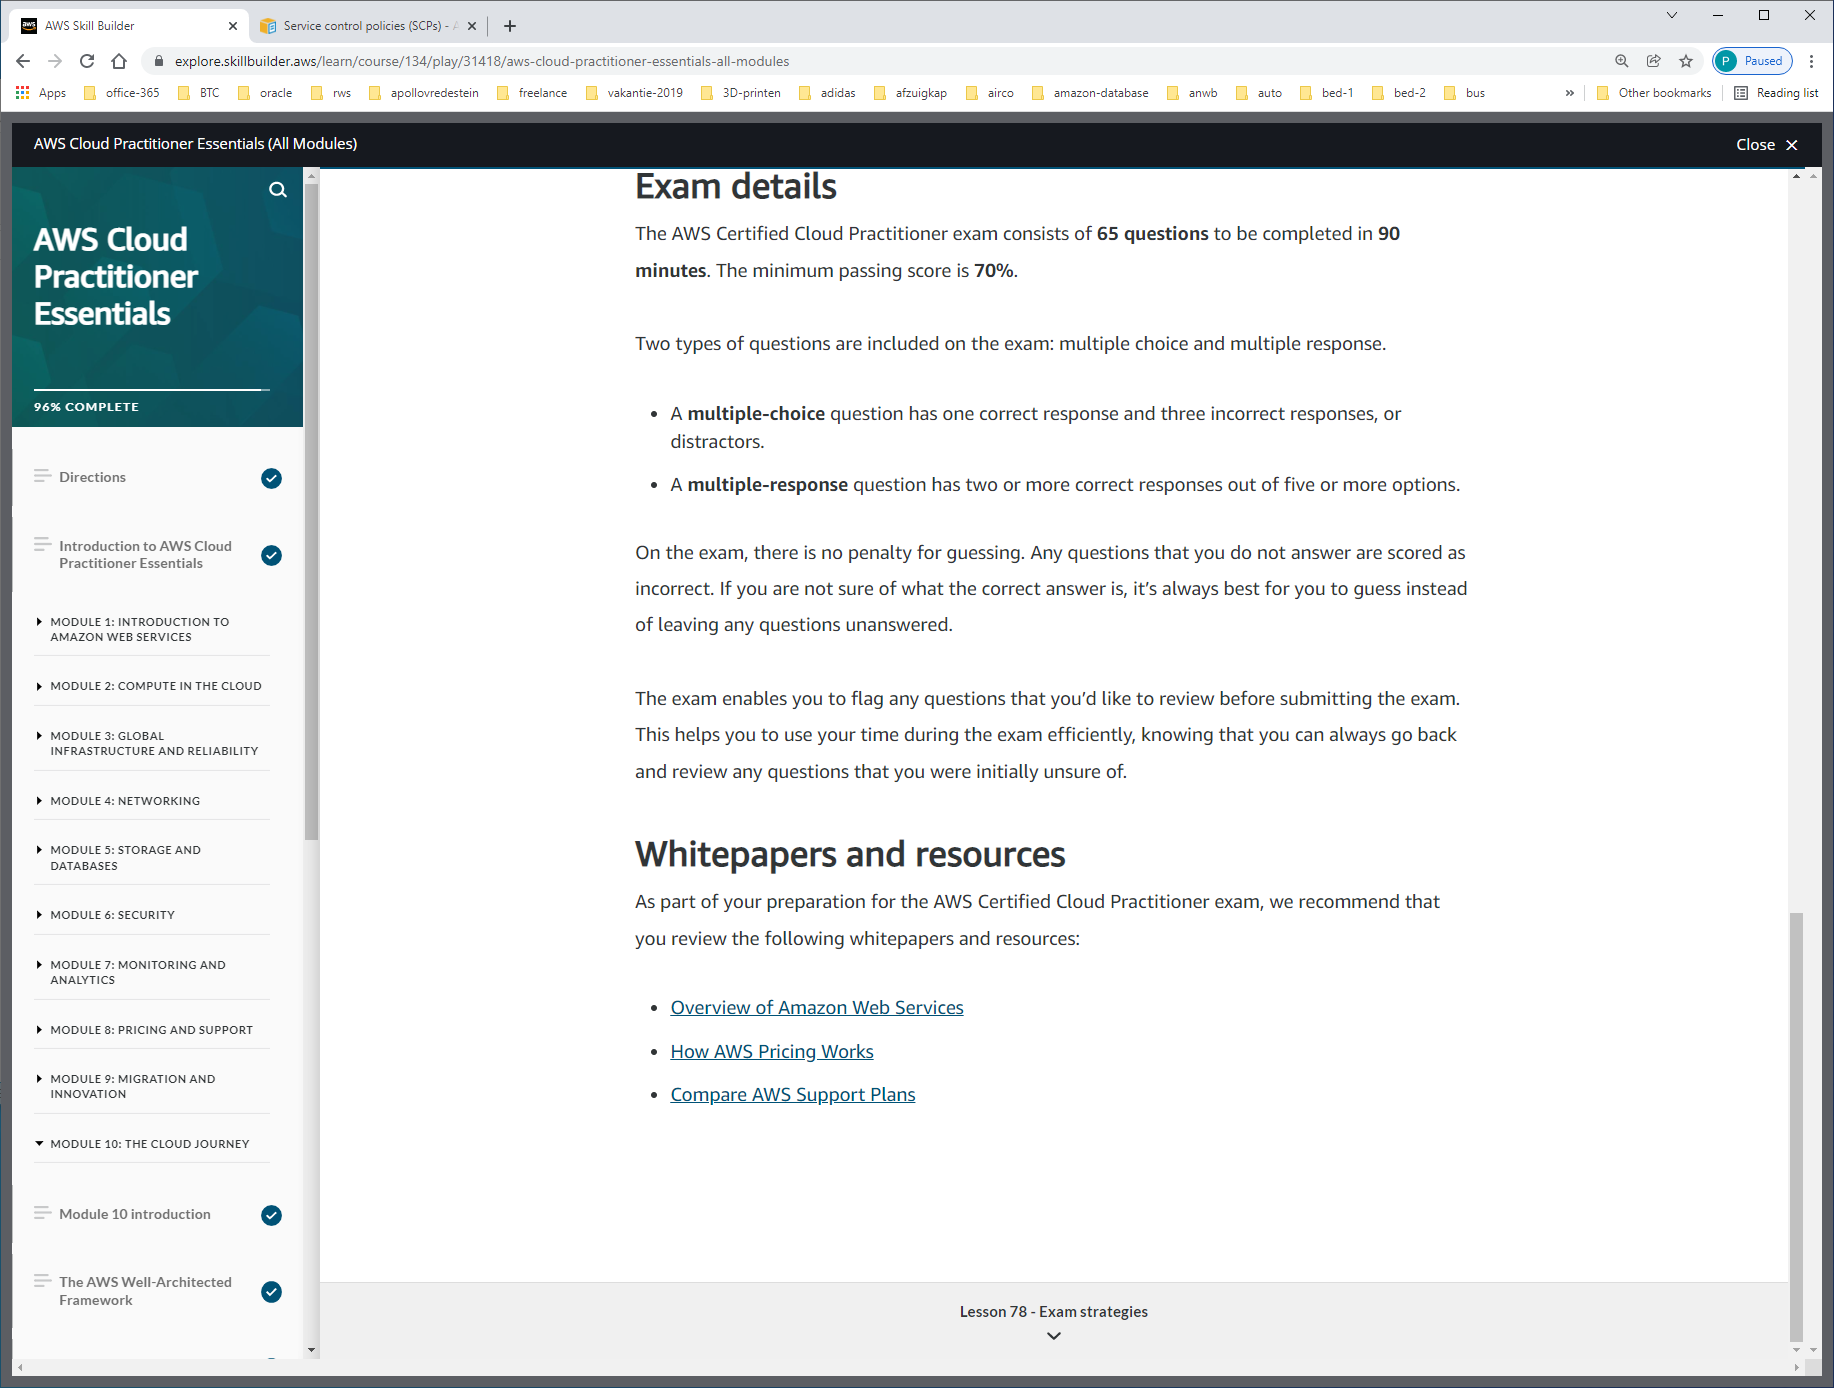 AWS Skill Builder
Service control policies (SCPs) -
explore.skillbuilder.aws/learn/course/134/play/31418/aws-cloud-practitioner-essentials-all-modules
P Paused
Apps office-365 BTC oracle rws apollovredestein freelance vakantie-2019 3D-printen adidas afzuigkap airco amazon-database anwb auto bed-1 bed-2 bus » Other bookmarks Reading list
AWS Cloud Practitioner Essentials (All Modules)
Close
AWS Cloud
Practitioner
Essentials
96% COMPLETE
Directions
Introduction to AWS Cloud
Practitioner Essentials
MODULE 1: INTRODUCTION TO
AMAZON WEB SERVICES
MODULE 2: COMPUTE IN THE CLOUD
MODULE 3: GLOBAL
INFRASTRUCTURE AND RELIABILITY
MODULE 4: NETWORKING
MODULE 5: STORAGE AND
DATABASES
MODULE 6: SECURITY
MODULE 7: MONITORING AND
ANALYTICS
MODULE 8: PRICING AND SUPPORT
MODULE 9: MIGRATION AND
INNOVATION
MODULE 10: THE CLOUD JOURNEY
Module 10 introduction
The AWS Well-Architected
Framework
Exam details
The AWS Certified Cloud Practitioner exam consists of 65 questions to be completed in 90
minutes. The minimum passing score is 70%.
Two types of questions are included on the exam: multiple choice and multiple response.
• A multiple-choice question has one correct response and three incorrect responses, or
distractors.
• A multiple-response question has two or more correct responses out of five or more options.
On the exam, there is no penalty for guessing. Any questions that you do not answer are scored as
incorrect. If you are not sure of what the correct answer is, it’s always best for you to guess instead
of leaving any questions unanswered.
The exam enables you to flag any questions that you’d like to review before submitting the exam.
This helps you to use your time during the exam efficiently, knowing that you can always go back
and review any questions that you were initially unsure of.
Whitepapers and resources
As part of your preparation for the AWS Certified Cloud Practitioner exam, we recommend that
you review the following whitepapers and resources:
• Overview of Amazon Web Services
• How AWS Pricing Works
• Compare AWS Support Plans
Lesson 78 - Exam strategies